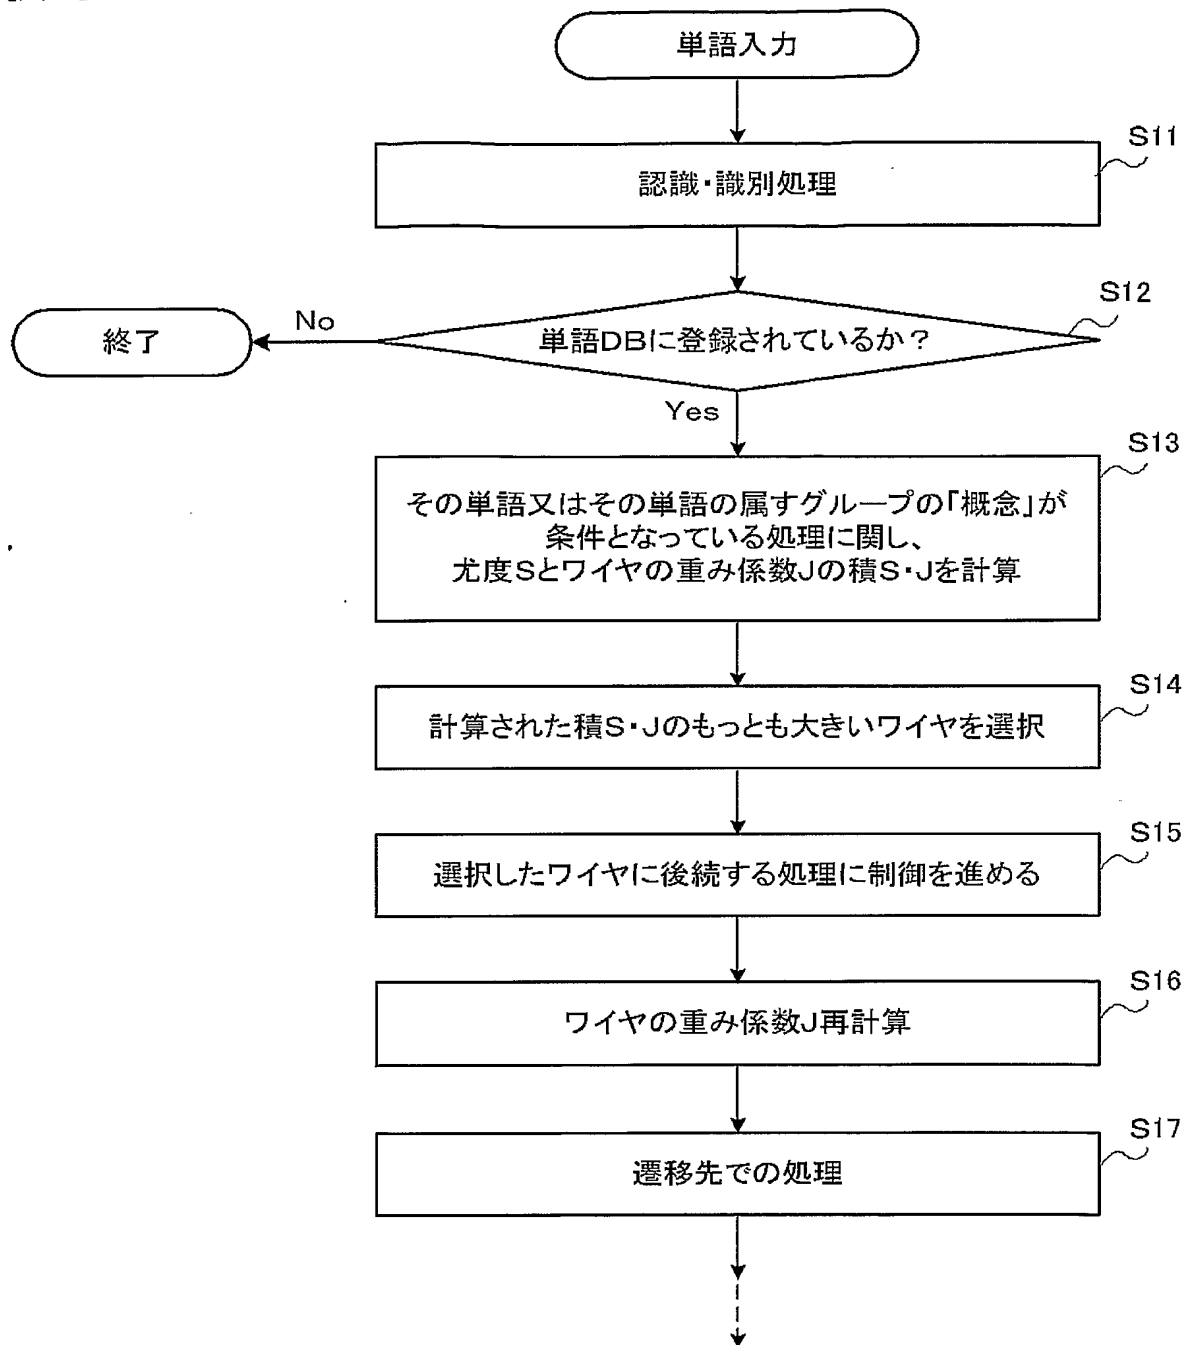 単語入力
S11
認識・識別処理
S12
単語DBに登録されているか？
No
終了
Yes
S13
その単語又はその単語の属すグループの「概念」が
条件となっている処理に関し、
尤度Sとワイヤの重み係数Jの積S・Jを計算
S14
計算された積S・Jのもっとも大きいワイヤを選択
S15
選択したワイヤに後続する処理に制御を進める
S16
ワイヤの重み係数J再計算
S17
遷移先での処理